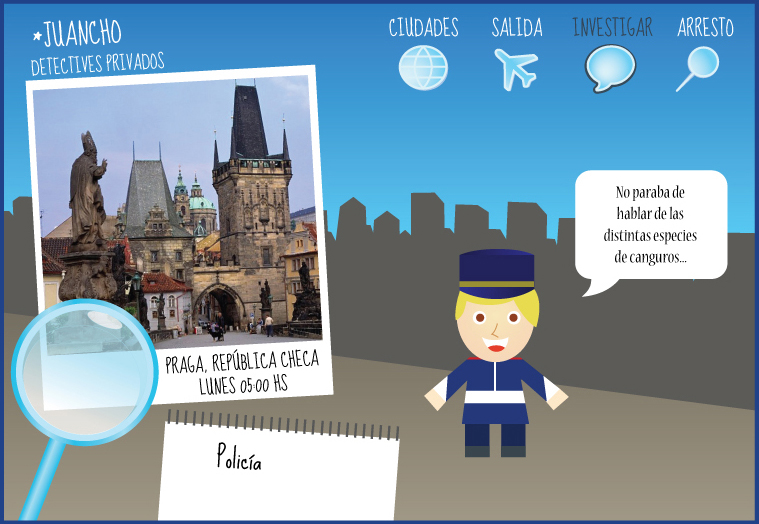 *JUANCHO
DETECTIVES PRIVADOS
CIUDADES
SALIDA
INVESTIGAR
ARRESTO
No paraba de
hablar de las
distintas especies
de canguros...
PRAGA, REPÚBLICA CHECA
LUNES 05:00 HS
Policía